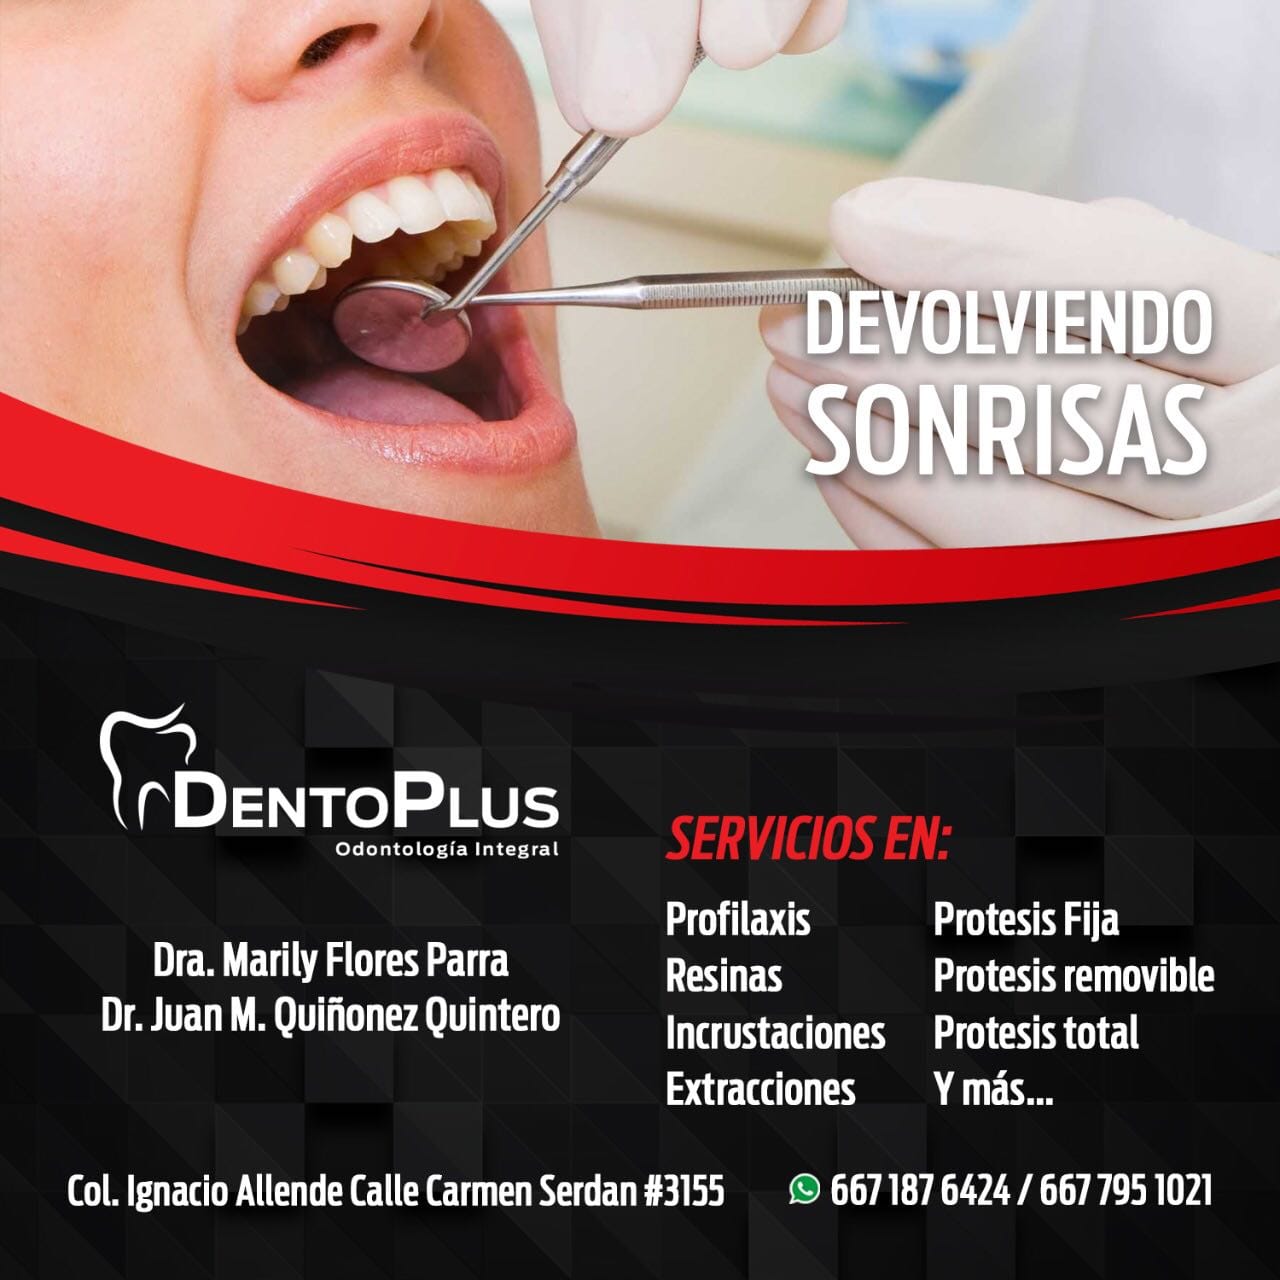 DEVOLVIENDO
SONRISAS
DENTOPLUS
Odontología Integral
Dra. Marily Flores Parra
Dr. Juan M. Quiñonez Quintero
SERVICIOS EN:
Profilaxis
Resinas
Incrustaciones
Extracciones
Protesis Fija
Protesis removible
Protesis total
Y más...
Col. Ignacio Allende Calle Carmen Serdan #3155
667 187 6424 / 667 795 1021